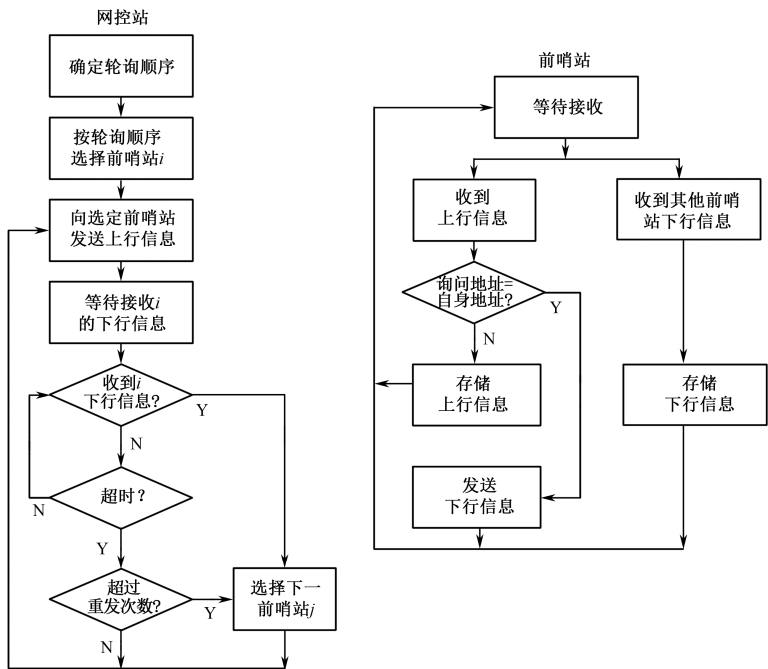 网控站
确定轮询顺序
按轮询顺序
选择前哨站i
向选定前哨站
发送上行信息
等待接收i
的下行信息
收到i
下行信息?
Y
N
超时?
N
Y
超过
重发次数?
Y
N
选择下一
前哨站j
前哨站
等待接收
收到
上行信息
收到其他前哨
站下行信息
询问地址=
自身地址?
Y
N
存储
上行信息
存储
下行信息
发送
下行信息